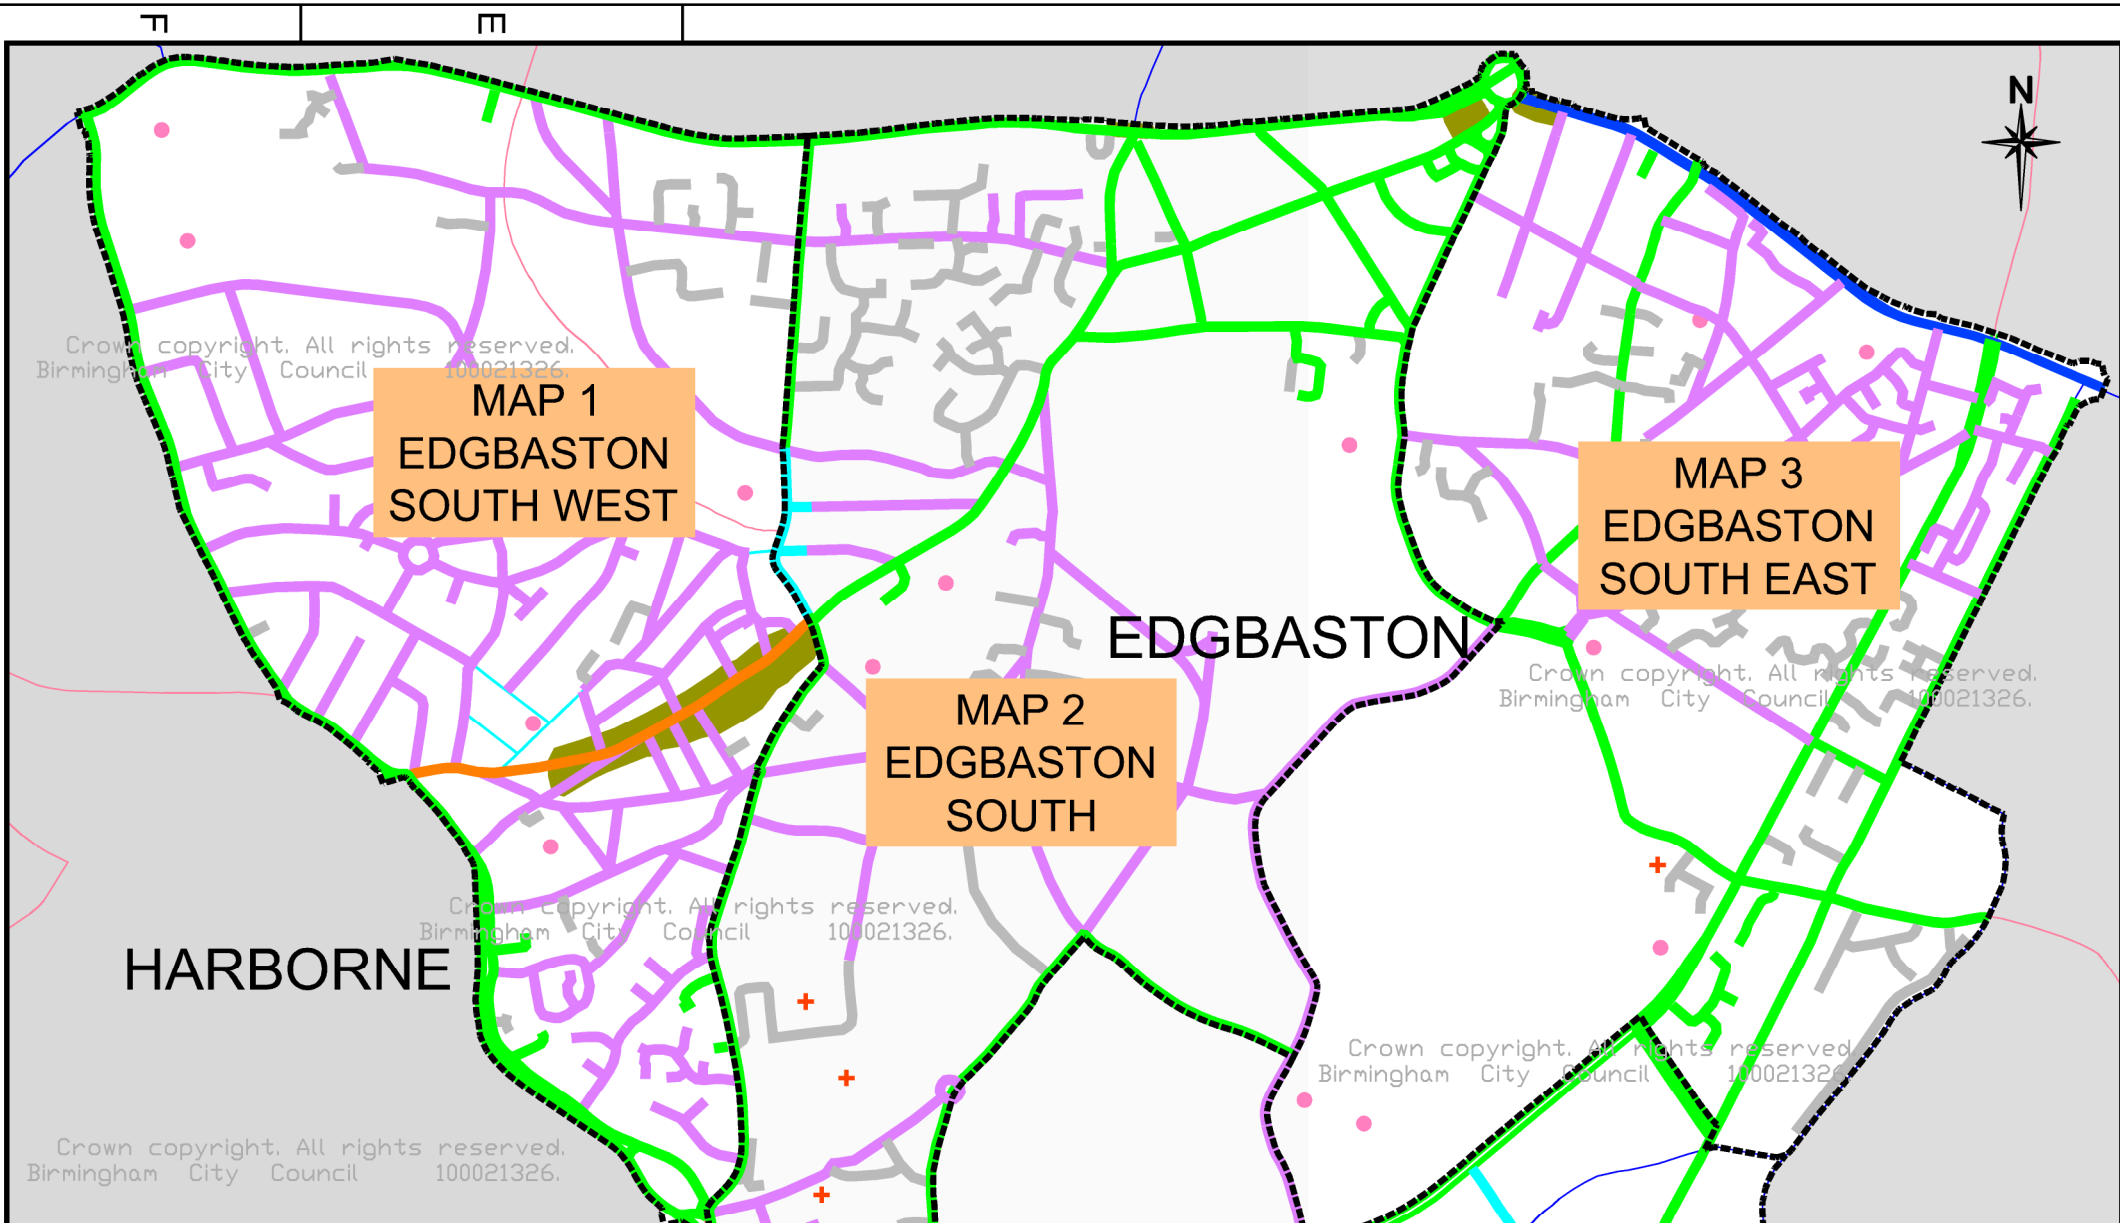 F
E
N
Crown copyright. All rights reserved.
Birmingham City Council 100021326.
MAP 1
EDGBASTON
SOUTH WEST
MAP 3
EDGBASTON
SOUTH EAST
EDGBASTON
Crown copyright. All rights reserved.
Birmingham City Council 100021326.
MAP 2
EDGBASTON
SOUTH
Crown copyright. All rights reserved.
Birmingham City Council 100021326.
HARBORNE
Crown copyright. All rights reserved
Birmingham City Council 100021326
Crown copyright. All rights reserved.
Birmingham City Council 100021326.